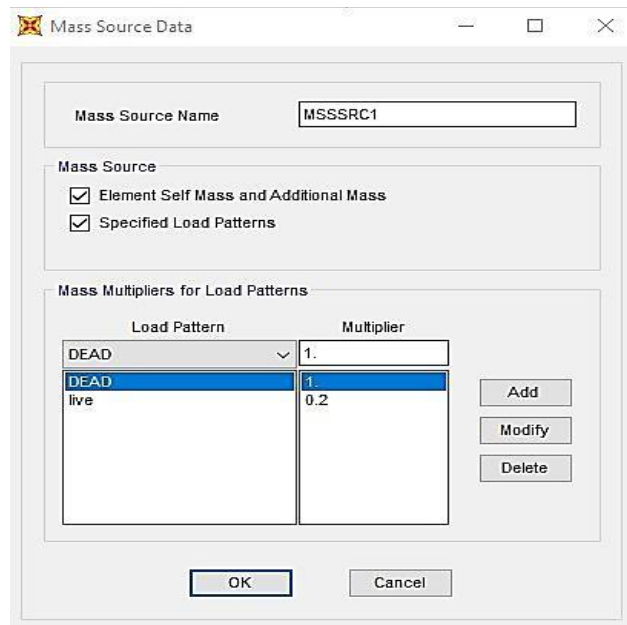 Mass Source Data
Mass Source Name MSSSRC1
Mass Source
Element Self Mass and Additional Mass
Specified Load Patterns
Mass Multipliers for Load Patterns
Load Pattern Multiplier
DEAD 1.
DEAD 1.
live 0.2
Add
Modify
Delete
OK Cancel